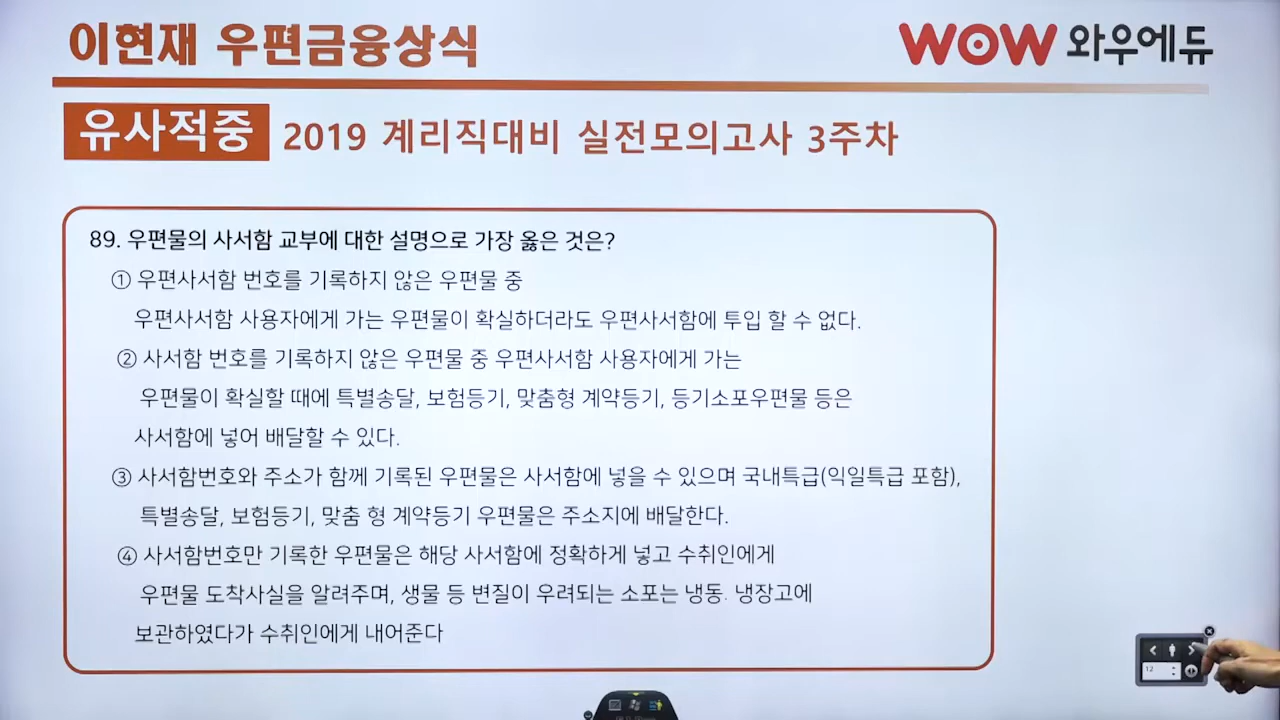 이현재 우편금융상식
WOW 와우에듀
유사적중 2019 계리직대비 실전모의고사 3주차
89. 우편물의 사서함 교부에 대한 설명으로 가장 옳은 것은?
① 우편사서함 번호를 기록하지 않은 우편물 중
우편사서함 사용자에게 가는 우편물이 확실하더라도 우편사서함에 투입 할 수 없다.
② 사서함 번호를 기록하지 않은 우편물 중 우편사서함 사용자에게 가는
우편물이 확실할 때에 특별송달, 보험등기, 맞춤형 계약등기, 등기소포우편물 등은
사서함에 넣어 배달할 수 있다.
③ 사서함번호와 주소가 함께 기록된 우편물은 사서함에 넣을 수 있으며 국내특급(익일특급 포함),
특별송달, 보험등기, 맞춤 형 계약등기 우편물은 주소지에 배달한다.
④ 사서함번호만 기록한 우편물은 해당 사서함에 정확하게 넣고 수취인에게
우편물 도착사실을 알려주며, 생물 등 변질이 우려되는 소포는 냉동. 냉장고에
보관하였다가 수취인에게 내어준다
12